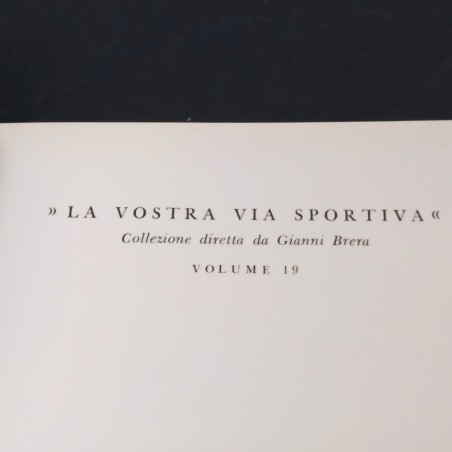 » LA VOSTRA VIA SPORTIVA «
Collezione diretta da Gianni Brera
VOLUME 19